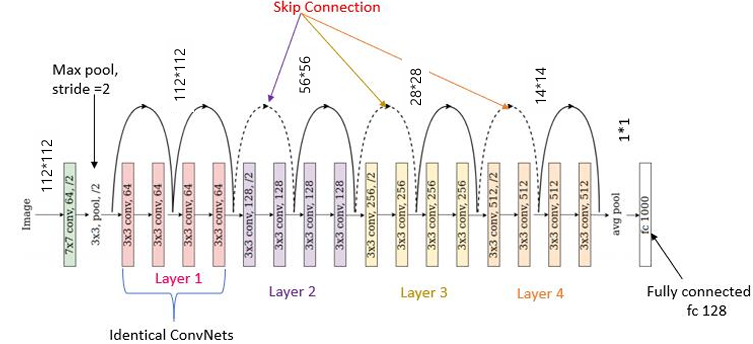 Skip Connection
Max pool,
stride =2
112*112
112*112
56*56
28*28
14*14
1*1
Image
7x7 conv, 64, /2
3x3, pool, /2
3x3 conv, 64
3x3 conv, 64
3x3 conv, 64
3x3 conv, 64
3x3 conv, 128, /2
3x3 conv, 128
3x3 conv, 128
3x3 conv, 128
3x3 conv, 256, /2
3x3 conv, 256
3x3 conv, 256
3x3 conv, 256
3x3 conv, 512, /2
3x3 conv, 512
3x3 conv, 512
3x3 conv, 512
avg pool
fc 1000
Layer 1
Layer 2
Layer 3
Layer 4
Fully connected
fc 128
Identical ConvNets